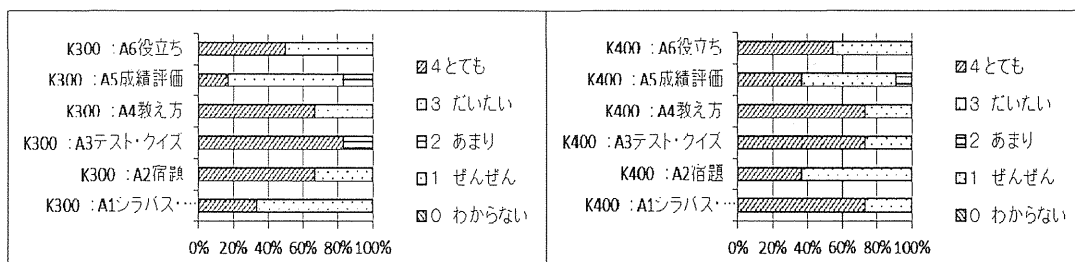 K300 :A6役立ち
K300 :A5成績評価
K300 :A4教え方
K300 :A3テスト・クイズ
K300 :A2宿題
K300 :A1シラバス・…
0% 20% 40% 60% 80% 100%
4とても
3 だいたい
2 あまり
1 ぜんぜん
0 わからない
K400 :A6役立ち
K400 :A5成績評価
K400 :A4教え方
K400 :A3テスト・クイズ
K400 :A2宿題
K400 :A1シラバス・…
0% 20% 40% 60% 80% 100%
4とても
3 だいたい
2 あまり
1 ぜんぜん
0 わからない